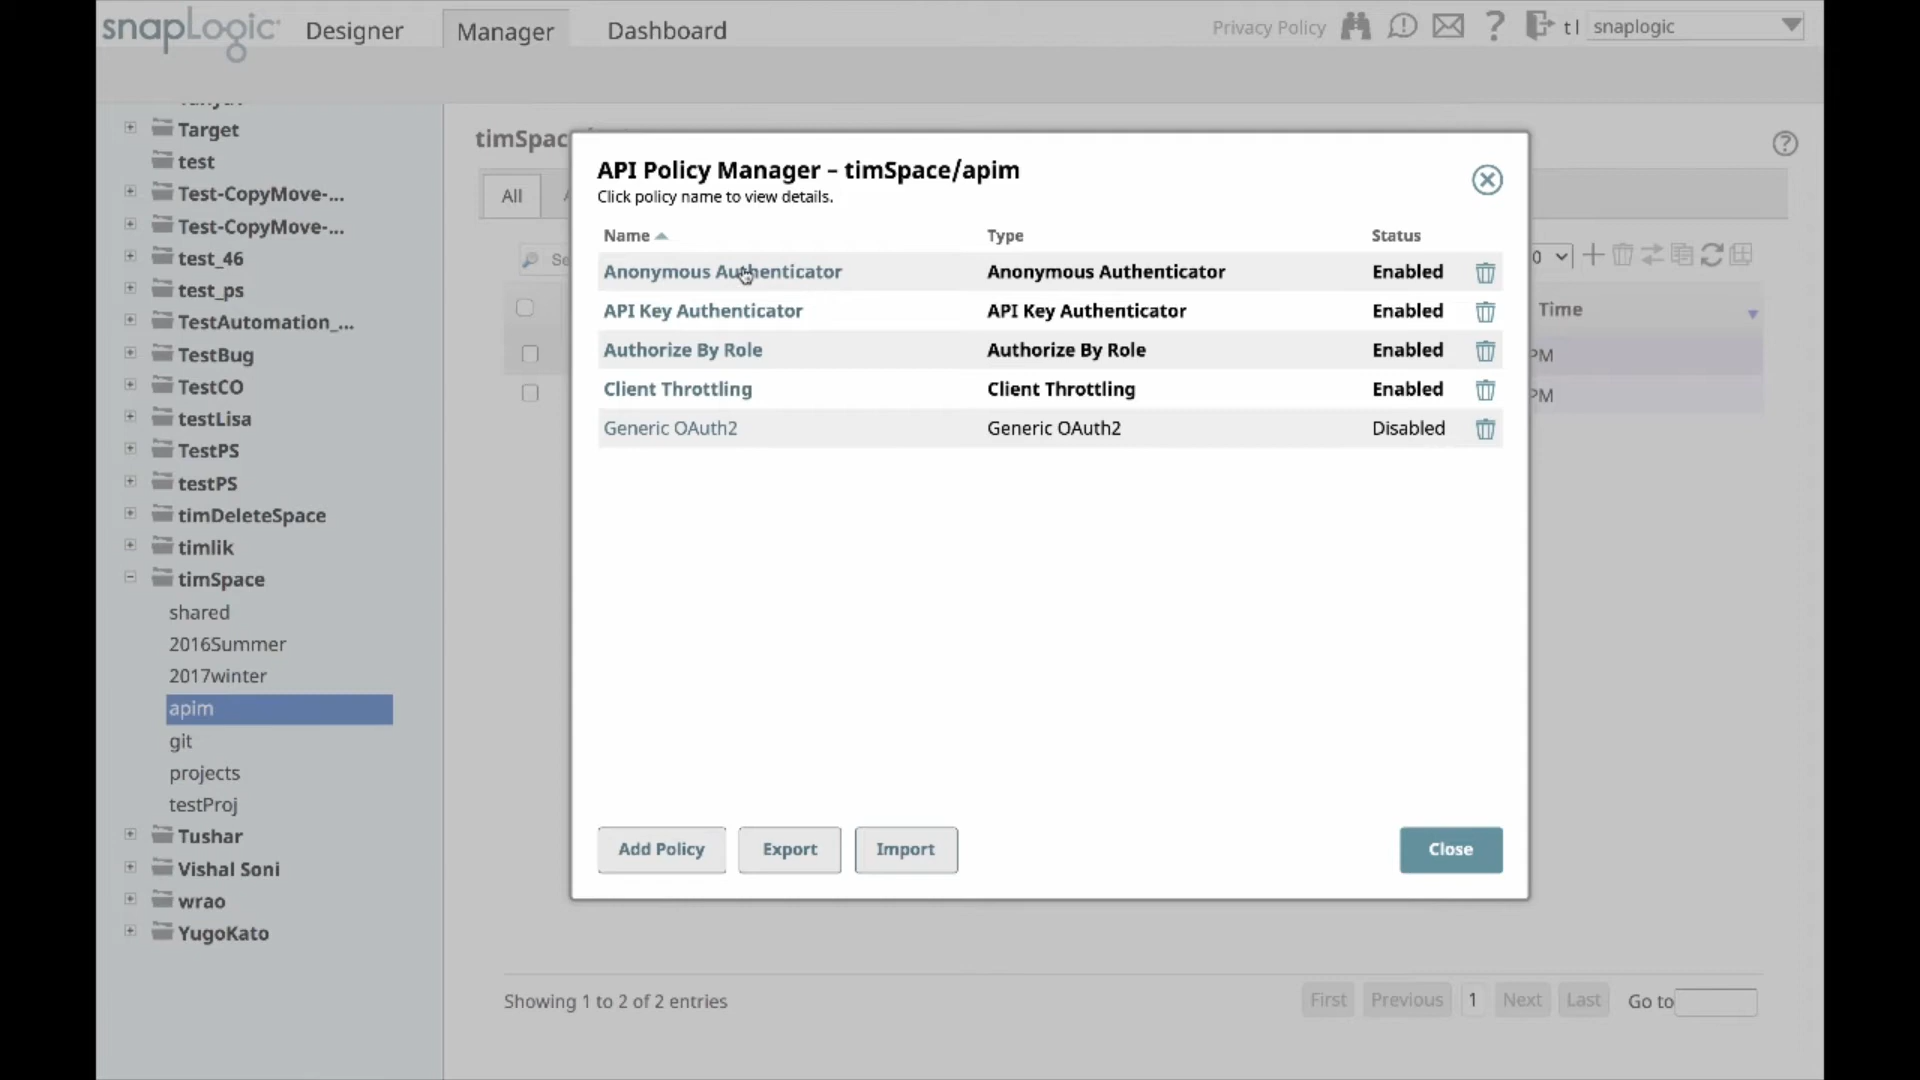 snapLogic
Designer
Manager
Dashboard
Privacy Policy
t l
snaplogic
Target
test
Test-CopyMove-...
Test-CopyMove-...
test_46
test_ps
TestAutomation_...
TestBug
TestCO
testLisa
TestPS
testPS
timDeleteSpace
timlik
timSpace
shared
2016Summer
2017winter
apim
git
projects
testProj
Tushar
Vishal Soni
wrao
YugoKato
All
Time
PM
PM
API Policy Manager – timSpace/apim
Click policy name to view details.
Name Type Status
Anonymous Authenticator Anonymous Authenticator Enabled
API Key Authenticator API Key Authenticator Enabled
Authorize By Role Authorize By Role Enabled
Client Throttling Client Throttling Enabled
Generic OAuth2 Generic OAuth2 Disabled
Add Policy Export Import Close
Showing 1 to 2 of 2 entries
First Previous 1 Next Last Go to